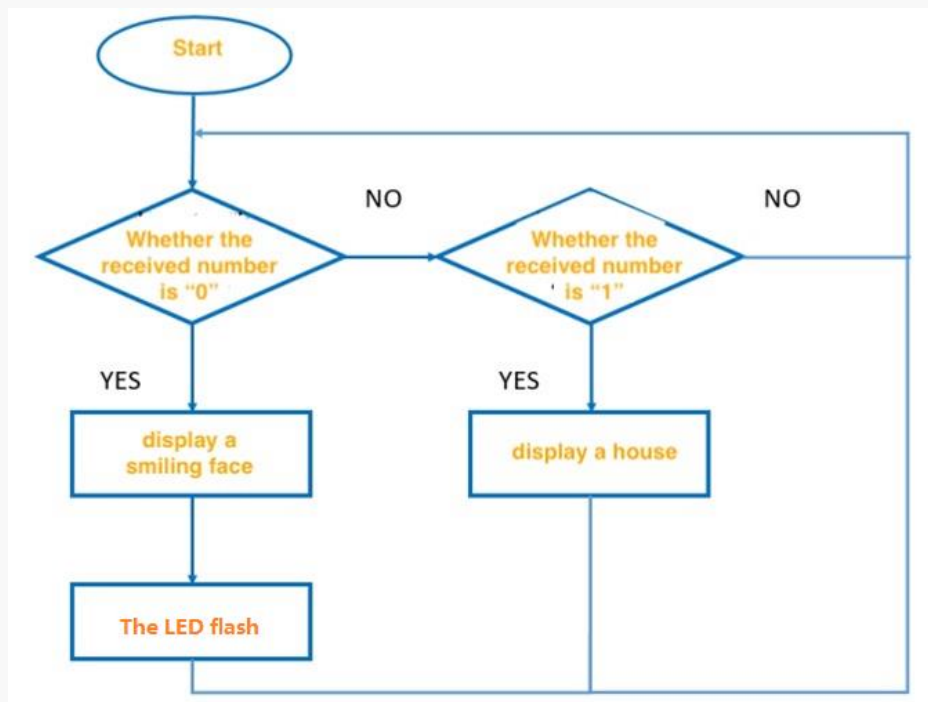 Start
NO
NO
Whether the
received number
is “0”
Whether the
received number
is “1”
YES
YES
display a
smiling face
display a house
The LED flash